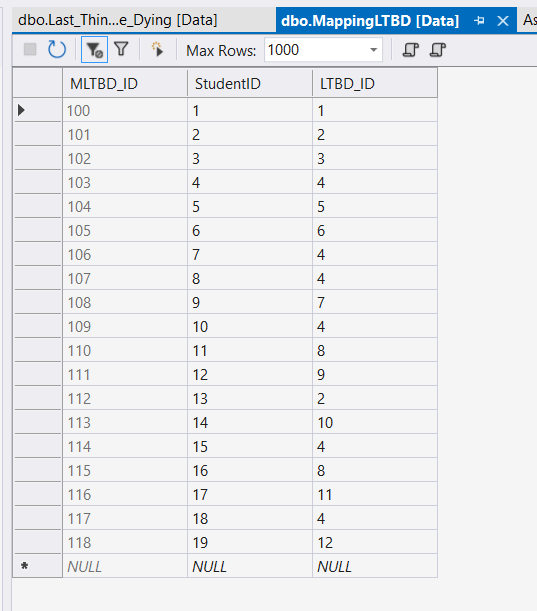 dbo.Last_Thin...e_Dying [Data] dbo.MappingLTBD [Data] As
Max Rows: 1000
MLTBD_ID StudentID LTBD_ID
100 1 1
101 2 2
102 3 3
103 4 4
104 5 5
105 6 6
106 7 4
107 8 4
108 9 7
109 10 4
110 11 8
111 12 9
112 13 2
113 14 10
114 15 4
115 16 8
116 17 11
117 18 4
118 19 12
NULL NULL NULL